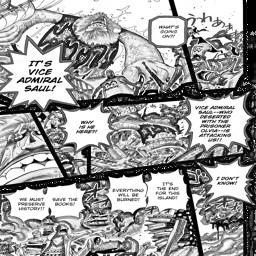 WHAT'S
GOING
ON?!
IT'S
VICE
ADMIRAL
SAUL!
WHY
IS HE
HERE?!
VICE ADMIRAL
SAUL--WHO
DESERTED WITH
THE PRISONER
OLVIA--IS
ATTACKING
US!!
I DON'T
KNOW!
IT'S
THE END
FOR THIS
ISLAND!
EVERYTHING
WILL BE
BURNED!
SAVE THE
BOOKS!
WE MUST
PRESERVE
HISTORY!!